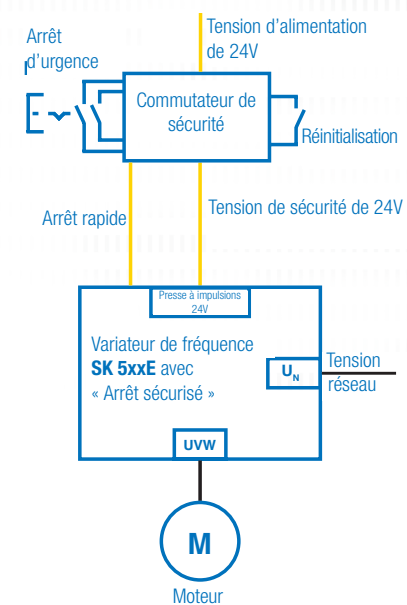 Tension d'alimentation
de 24V
Arrêt
d'urgence
Commutateur de
sécurité
Réinitialisation
Arrêt rapide
Tension de sécurité de 24V
Presse à impulsions
24V
Variateur de fréquence
SK 5xxE avec
« Arrêt sécurisé »
UN
Tension
réseau
UVW
M
Moteur